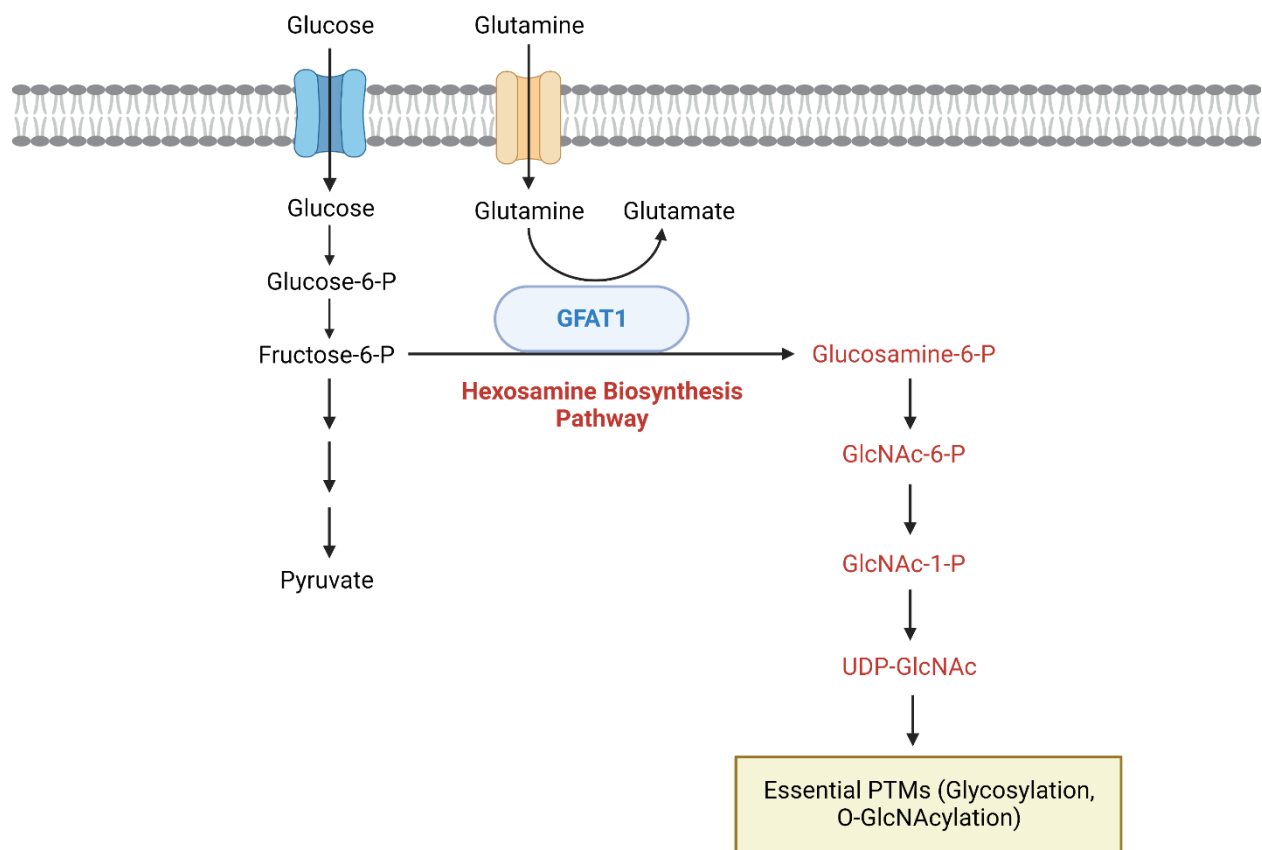 Glucose
Glutamine
Glucose
Glutamine
Glutamate
Glucose-6-P
GFAT1
Fructose-6-P
Glucosamine-6-P
Hexosamine Biosynthesis
Pathway
GlcNAc-6-P
GlcNAc-1-P
Pyruvate
UDP-GlcNAc
Essential PTMs (Glycosylation,
O-GlcNAcylation)